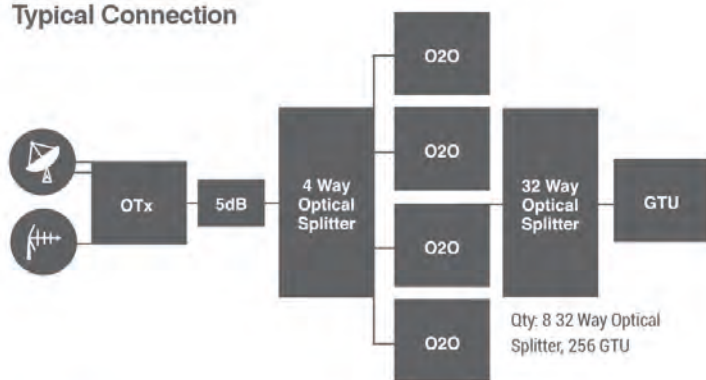 Typical Connection
OTx
5dB
4 Way
Optical
Splitter
O2O
O2O
O2O
O2O
32 Way
Optical
Splitter
GTU
Qty: 8 32 Way Optical
Splitter, 256 GTU